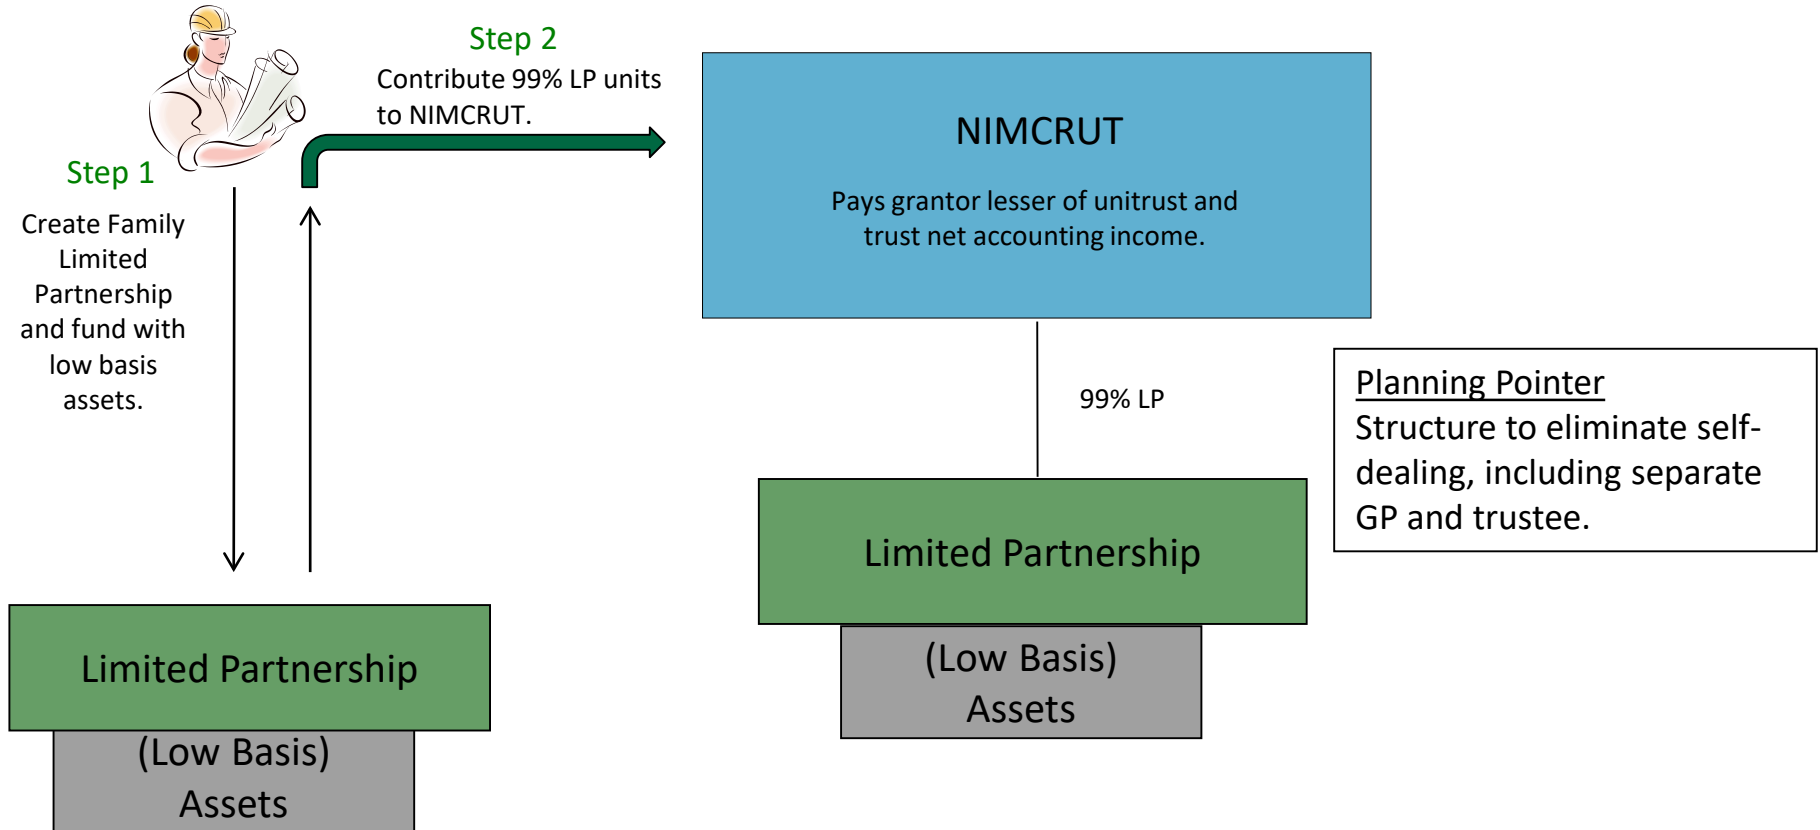 Step 1
Create Family
Limited
Partnership
and fund with
low basis
assets.
Step 2
Contribute 99% LP units
to NIMCRUT.
NIMCRUT
Pays grantor lesser of unitrust and
trust net accounting income.
99% LP
Planning Pointer
Structure to eliminate self-
dealing, including separate
GP and trustee.
Limited Partnership
(Low Basis)
Assets
Limited Partnership
(Low Basis)
Assets